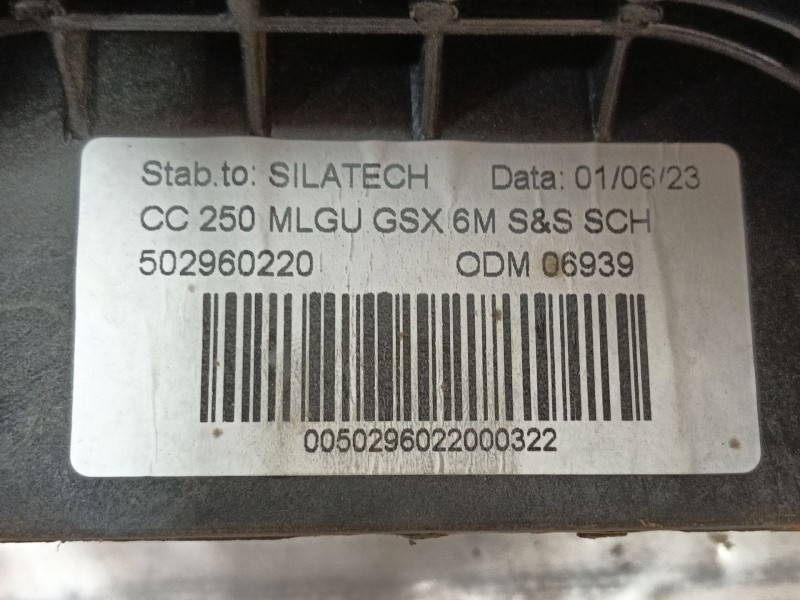 Stab.to: SILATECH Data: 01/06/23
CC 250 MLGU GSX 6M S&S SCH
502960220 ODM 06939
0050296022000322